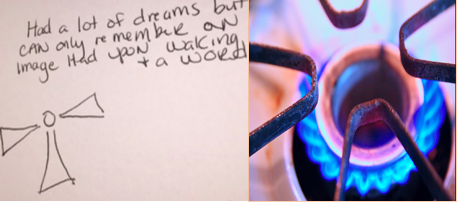 Had a lot of dreams but
CAN only remember an
image Had upon waking
+ a word